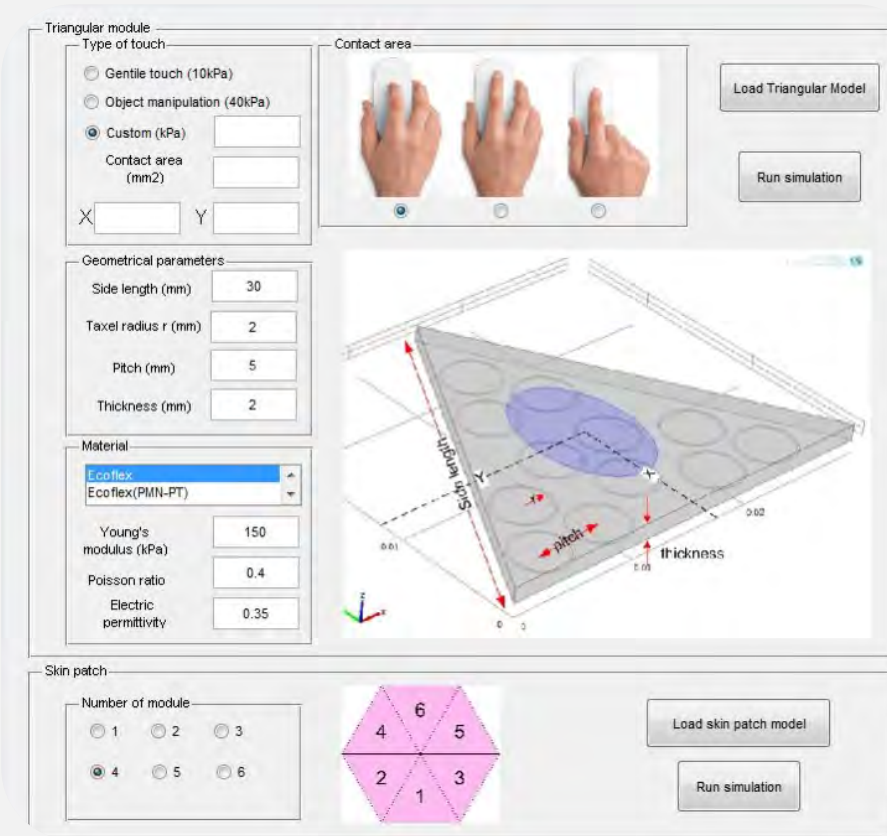 Triangular module
Type of touch
Gentile touch (10kPa)
Object manipulation (40kPa)
Custom (kPa)
Contact area
(mm2)
X
Y
Contact area
Load Triangular Model
Run simulation
Geometrical parameters
Side length (mm)
30
Taxel radius r (mm)
2
Pitch (mm)
5
Thickness (mm)
2
Material
Ecoflex
Ecoflex(PMN-PT)
Young's
modulus (kPa)
150
Poisson ratio
0.4
Electric
permittivity
0.35
Side length
Y
X
r
pitch
thickness
0.01
0.02
0.01
0
0
z
x
Skin patch
Number of module
1
2
3
4
5
6
6
4
5
2
3
1
Load skin patch model
Run simulation